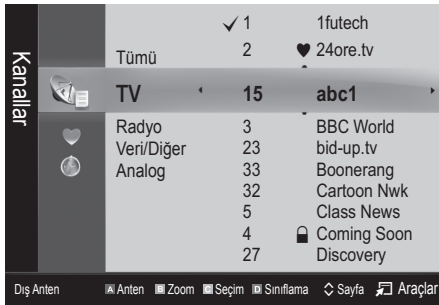 Kanallar
✓ 1 1futech
Tümü 2 ♥ 24ore.tv
TV 15 abc1
Radyo 3 BBC World
Veri/Diğer 23 bid-up.tv
Analog 33 Boonerang
32 Cartoon Nwk
5 Class News
4 Coming Soon
27 Discovery
Dış Anten A Anten B Zoom C Seçim D Sınıflama Sayfa Araçlar